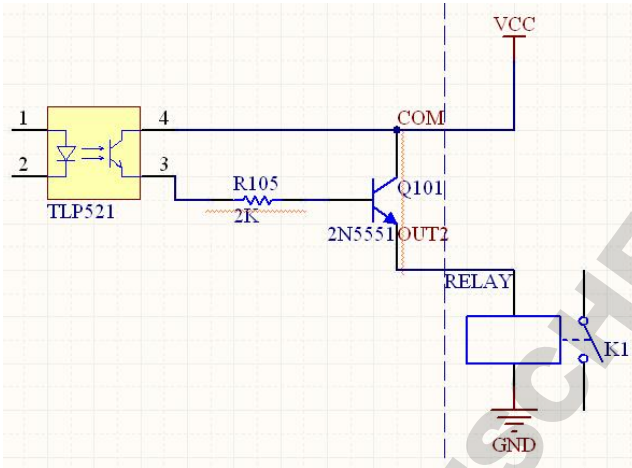 VCC
1
4
COM
2
3
R105
Q101
TLP521
2K
2N5551
OUT2
RELAY
K1
GND